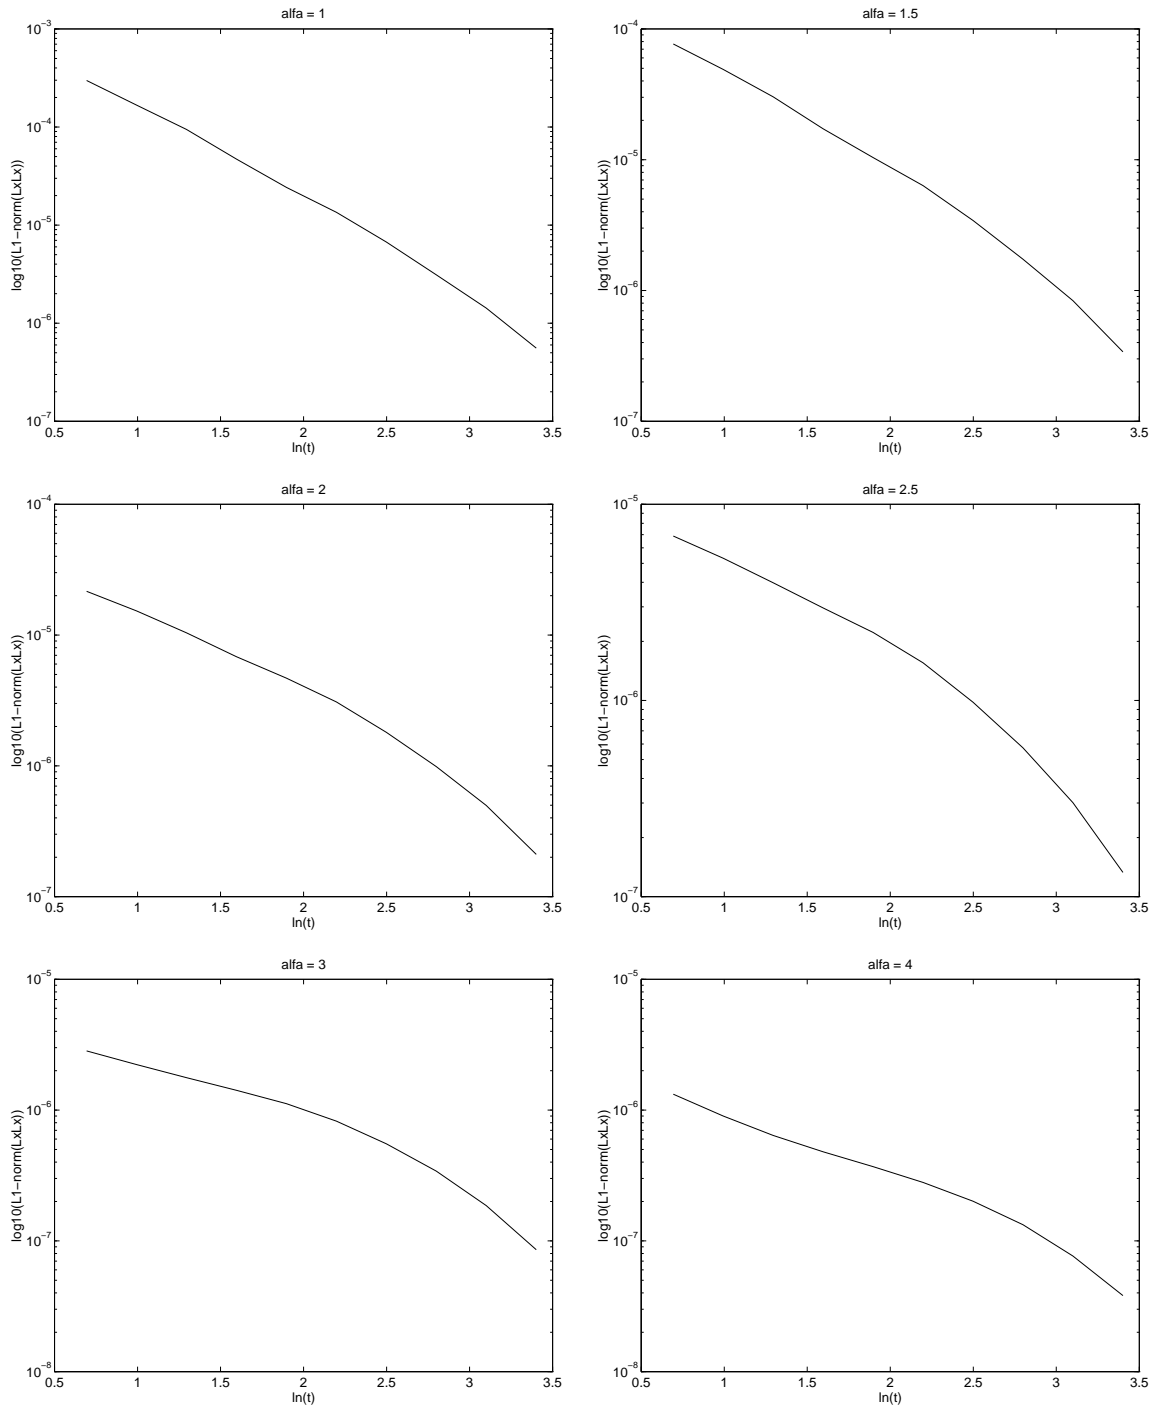 alfa = 1
10−3
10−4
10−5
10−6
10−7
log10(L1−norm(LxLx))
0.5 1 1.5 2 2.5 3 3.5
ln(t)
alfa = 1.5
10−4
10−5
10−6
10−7
log10(L1−norm(LxLx))
0.5 1 1.5 2 2.5 3 3.5
ln(t)
alfa = 2
10−4
10−5
10−6
10−7
log10(L1−norm(LxLx))
0.5 1 1.5 2 2.5 3 3.5
ln(t)
alfa = 2.5
10−5
10−6
10−7
log10(L1−norm(LxLx))
0.5 1 1.5 2 2.5 3 3.5
ln(t)
alfa = 3
10−5
10−6
10−7
10−8
log10(L1−norm(LxLx))
0.5 1 1.5 2 2.5 3 3.5
ln(t)
alfa = 4
10−5
10−6
10−7
10−8
log10(L1−norm(LxLx))
0.5 1 1.5 2 2.5 3 3.5
ln(t)